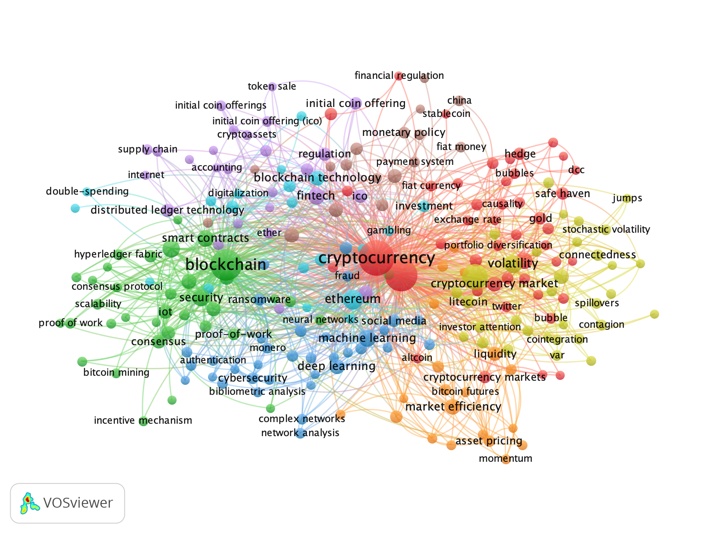 financial regulation
token sale
china
initial coin offerings
initial coin offering
stablecoin
initial coin offering (ico)
monetary policy
cryptoassets
fiat money
supply chain
regulation
hedge
payment system
accounting
bubbles
dcc
internet
blockchain technology
fiat currency
double-spending
digitalization
fintech
ico
safe haven
jumps
investment
causality
distributed ledger technology
exchange rate
gold
ether
gambling
stochastic volatility
smart contracts
portfolio diversification
hyperledger fabric
cryptocurrency
connectedness
blockchain
volatility
fraud
consensus protocol
cryptocurrency market
security
ransomware
ethereum
scalability
litecoin
twitter
spillovers
iot
neural networks
social media
bubble
proof of work
investor attention
contagion
proof-of-work
machine learning
consensus
cointegration
monero
liquidity
var
authentication
altcoin
deep learning
bitcoin mining
cybersecurity
cryptocurrency markets
bibliometric analysis
bitcoin futures
market efficiency
incentive mechanism
complex networks
network analysis
asset pricing
momentum
VOSviewer